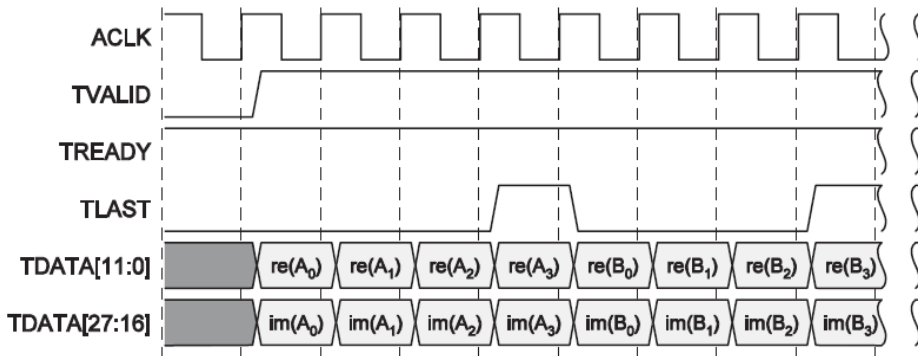 ACLK
TVALID
TREADY
TLAST
TDATA[11:0] re(A₀) re(A₁) re(A₂) re(A₃) re(B₀) re(B₁) re(B₂) re(B₃)
TDATA[27:16] im(A₀) im(A₁) im(A₂) im(A₃) im(B₀) im(B₁) im(B₂) im(B₃)